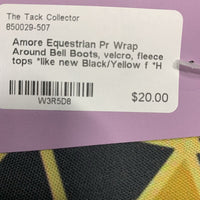 The Tack Collector
850029-507
Amore Equestrian Pr Wrap
Around Bell Boots, velcro, fleece
tops *like new Black/Yellow f *H
W3R5D8
$20.00